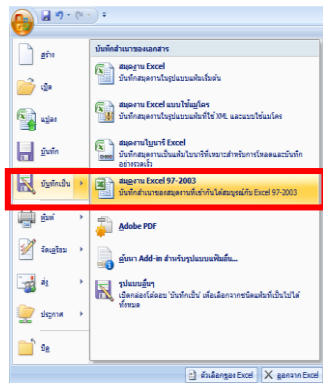 สร้าง
เปิด
แปลง
บันทึก
บันทึกเป็น
พิมพ์
จัดเตรียม
ส่ง
ประกาศ
ปิด
บันทึกสำเนาของเอกสาร
สมุดงาน Excel
บันทึกสมุดงานในรูปแบบแฟ้มเริ่มต้น
สมุดงาน Excel แบบใช้แมโคร
บันทึกสมุดงานในรูปแบบแฟ้มที่ใช้ XML และแบบใช้แมโคร
สมุดงานไบนารี Excel
บันทึกสมุดงานเป็นแฟ้มไบนารีที่เหมาะสำหรับการโหลดและบันทึก
อย่างรวดเร็ว
สมุดงาน Excel 97-2003
บันทึกสำเนาของสมุดงานที่เข้ากันได้สมบูรณ์กับ Excel 97-2003
Adobe PDF
ค้นหา Add-in สำหรับรูปแบบแฟ้มอื่น...
รูปแบบอื่นๆ
เปิดกล่องโต้ตอบ 'บันทึกเป็น' เพื่อเลือกจากชนิดแฟ้มที่เป็นไปได้
ทั้งหมด
ตัวเลือกของ Excel
ออกจาก Excel